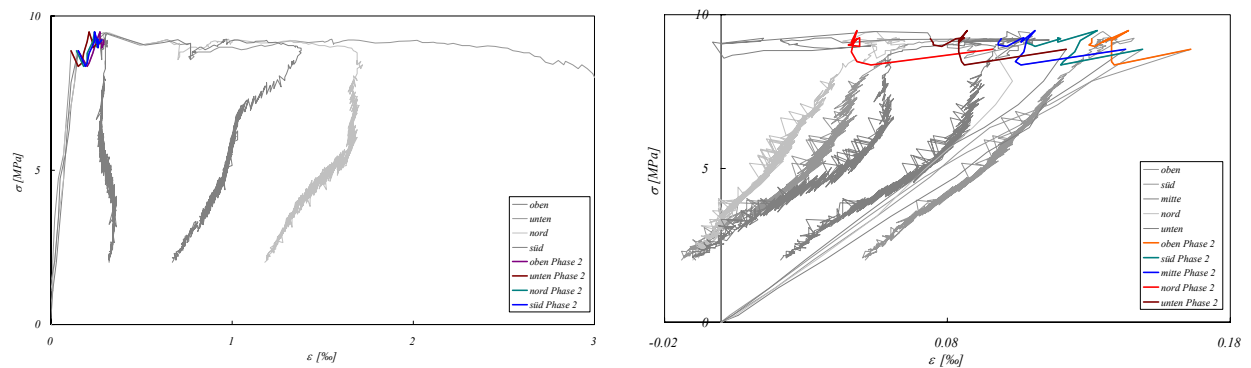 10
5
0
σ [MPa]
0
1
2
3
ε [‰]
oben
unten
nord
süd
oben Phase 2
unten Phase 2
nord Phase 2
süd Phase 2
10
5
0
σ [MPa]
-0.02
0.08
0.18
ε [‰]
oben
süd
mitte
nord
unten
oben Phase 2
süd Phase 2
mitte Phase 2
nord Phase 2
unten Phase 2